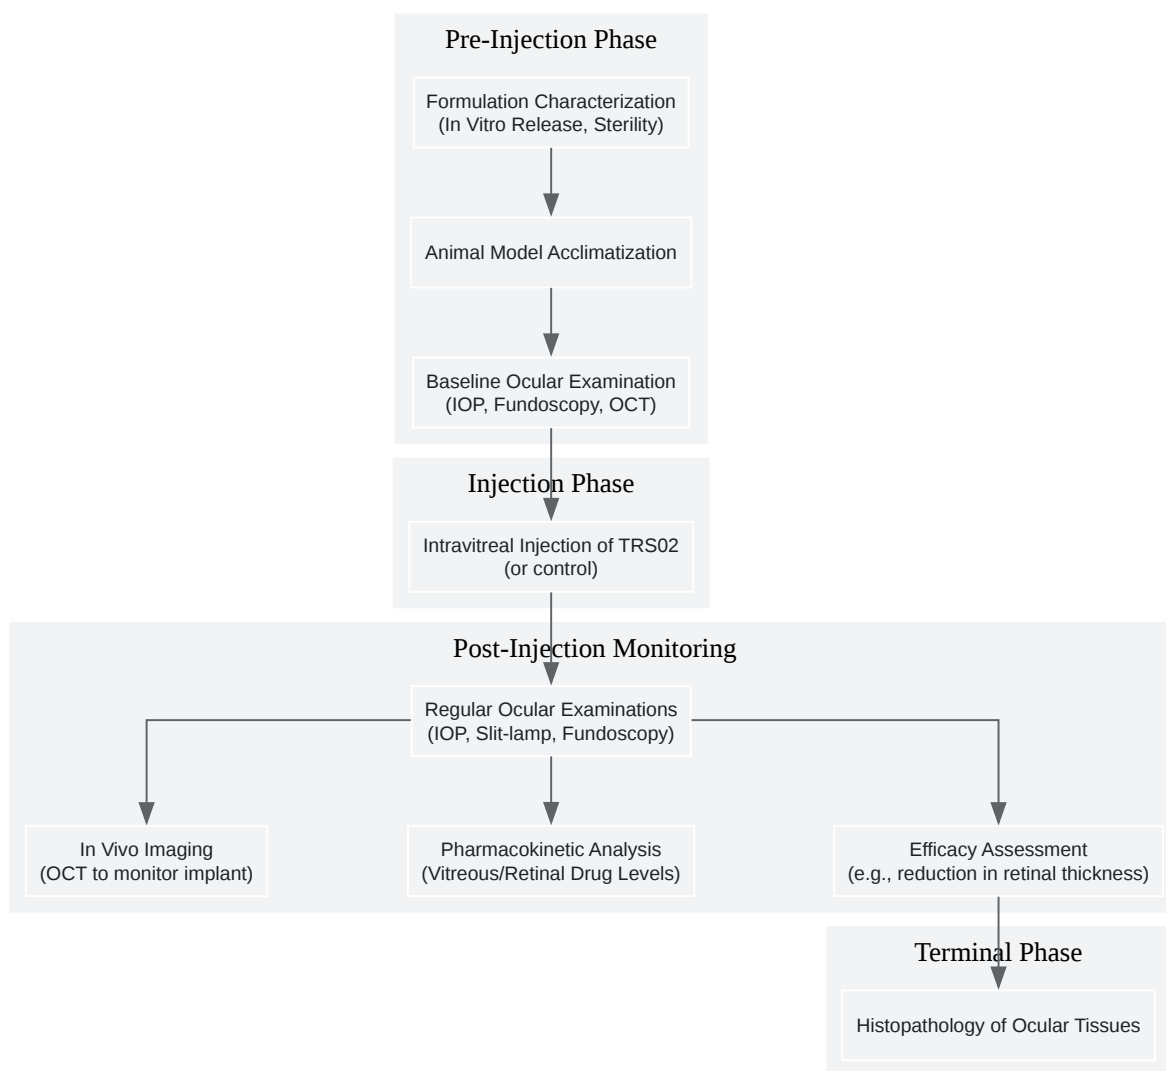 Pre-Injection Phase
Formulation Characterization
(In Vitro Release, Sterility)
Animal Model Acclimatization
Baseline Ocular Examination
(IOP, Fundoscopy, OCT)
Injection Phase
Intravitreal Injection of TRS02
(or control)
Post-Injection Monitoring
Regular Ocular Examinations
(IOP, Slit-lamp, Fundoscopy)
In Vivo Imaging
(OCT to monitor implant)
Pharmacokinetic Analysis
(Vitreous/Retinal Drug Levels)
Efficacy Assessment
(e.g., reduction in retinal thickness)
Terminal Phase
Histopathology of Ocular Tissues